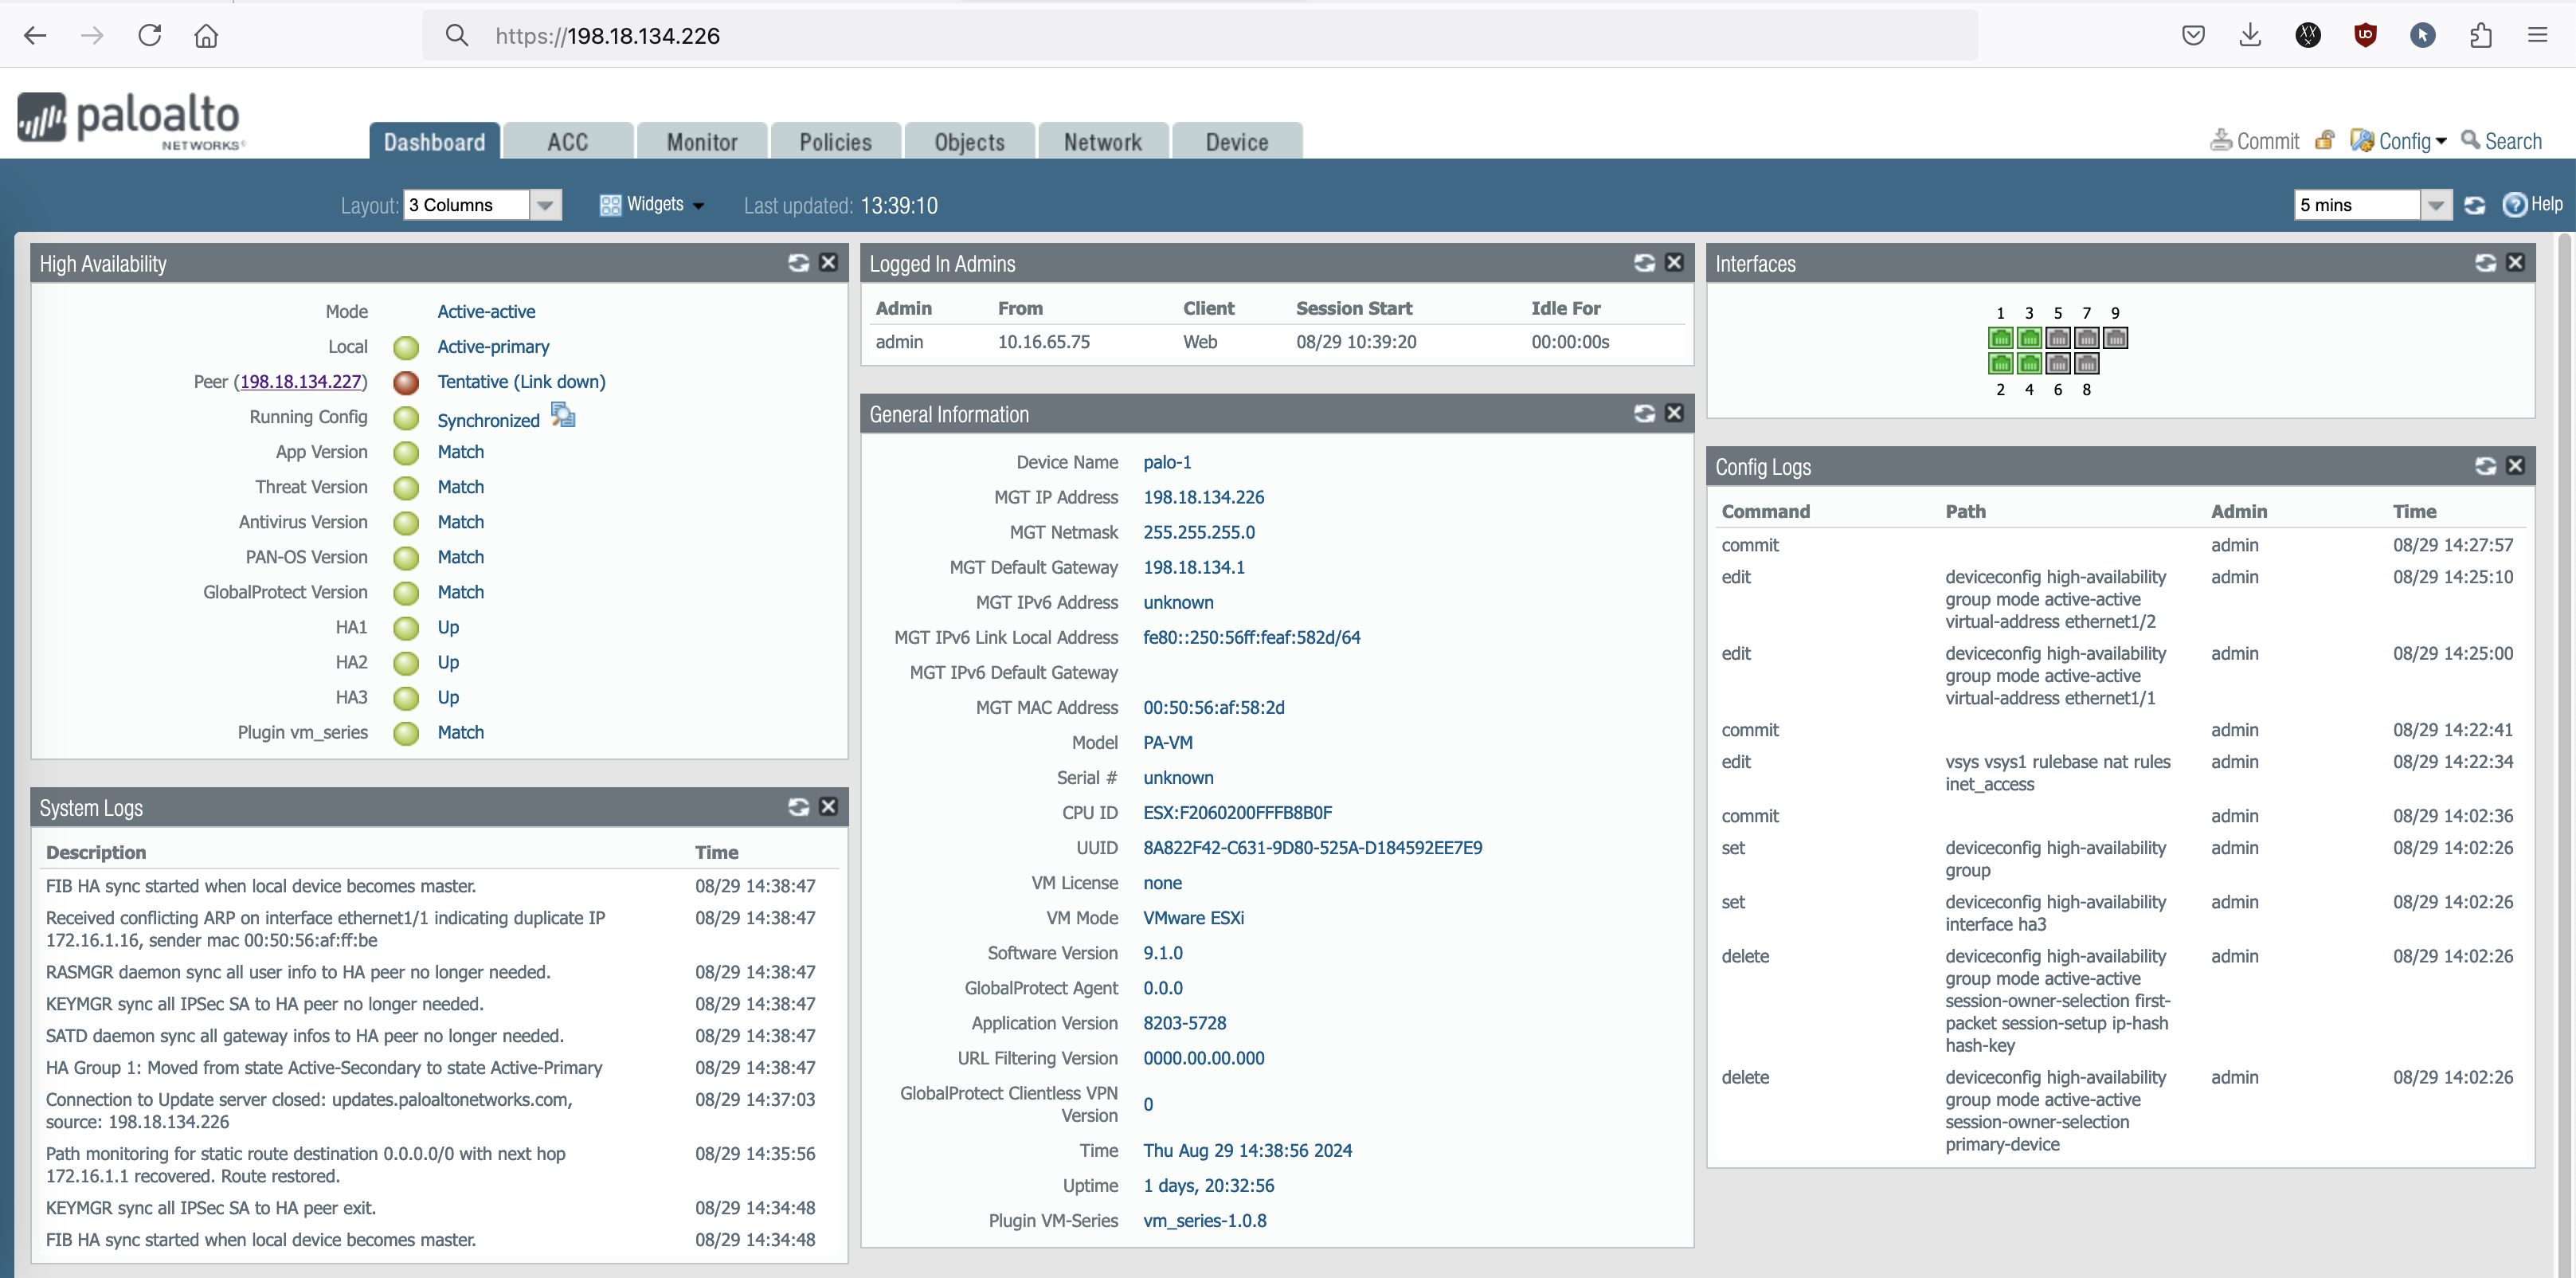 https://198.18.134.226
paloalto
NETWORKS®
Dashboard ACC Monitor Policies Objects Network Device
Commit Config Search
Layout: 3 Columns Widgets Last updated: 13:39:10 5 mins Help
High Availability
Mode Active-active
Local Active-primary
Peer (198.18.134.227) Tentative (Link down)
Running Config Synchronized
App Version Match
Threat Version Match
Antivirus Version Match
PAN-OS Version Match
GlobalProtect Version Match
HA1 Up
HA2 Up
HA3 Up
Plugin vm_series Match
System Logs
Description Time
FIB HA sync started when local device becomes master. 08/29 14:38:47
Received conflicting ARP on interface ethernet1/1 indicating duplicate IP 08/29 14:38:47
172.16.1.16, sender mac 00:50:56:af:ff:be
RASMGR daemon sync all user info to HA peer no longer needed. 08/29 14:38:47
KEYMGR sync all IPSec SA to HA peer no longer needed. 08/29 14:38:47
SATD daemon sync all gateway infos to HA peer no longer needed. 08/29 14:38:47
HA Group 1: Moved from state Active-Secondary to state Active-Primary 08/29 14:38:47
Connection to Update server closed: updates.paloaltonetworks.com, 08/29 14:37:03
source: 198.18.134.226
Path monitoring for static route destination 0.0.0.0/0 with next hop 08/29 14:35:56
172.16.1.1 recovered. Route restored.
KEYMGR sync all IPSec SA to HA peer exit. 08/29 14:34:48
FIB HA sync started when local device becomes master. 08/29 14:34:48
Logged In Admins
Admin From Client Session Start Idle For
admin 10.16.65.75 Web 08/29 10:39:20 00:00:00s
General Information
Device Name palo-1
MGT IP Address 198.18.134.226
MGT Netmask 255.255.255.0
MGT Default Gateway 198.18.134.1
MGT IPv6 Address unknown
MGT IPv6 Link Local Address fe80::250:56ff:feaf:582d/64
MGT IPv6 Default Gateway
MGT MAC Address 00:50:56:af:58:2d
Model PA-VM
Serial # unknown
CPU ID ESX:F2060200FFFB8B0F
UUID 8A822F42-C631-9D80-525A-D184592EE7E9
VM License none
VM Mode VMware ESXi
Software Version 9.1.0
GlobalProtect Agent 0.0.0
Application Version 8203-5728
URL Filtering Version 0000.00.00.000
GlobalProtect Clientless VPN
Version 0
Time Thu Aug 29 14:38:56 2024
Uptime 1 days, 20:32:56
Plugin VM-Series vm_series-1.0.8
Interfaces
1 3 5 7 9
2 4 6 8
Config Logs
Command Path Admin Time
commit admin 08/29 14:27:57
edit deviceconfig high-availability admin 08/29 14:25:10
group mode active-active
virtual-address ethernet1/2
edit deviceconfig high-availability admin 08/29 14:25:00
group mode active-active
virtual-address ethernet1/1
commit admin 08/29 14:22:41
edit vsys vsys1 rulebase nat rules admin 08/29 14:22:34
inet_access
commit admin 08/29 14:02:36
set deviceconfig high-availability admin 08/29 14:02:26
group
set deviceconfig high-availability admin 08/29 14:02:26
interface ha3
delete deviceconfig high-availability admin 08/29 14:02:26
group mode active-active
session-owner-selection first-
packet session-setup ip-hash
hash-key
delete deviceconfig high-availability admin 08/29 14:02:26
group mode active-active
session-owner-selection
primary-device